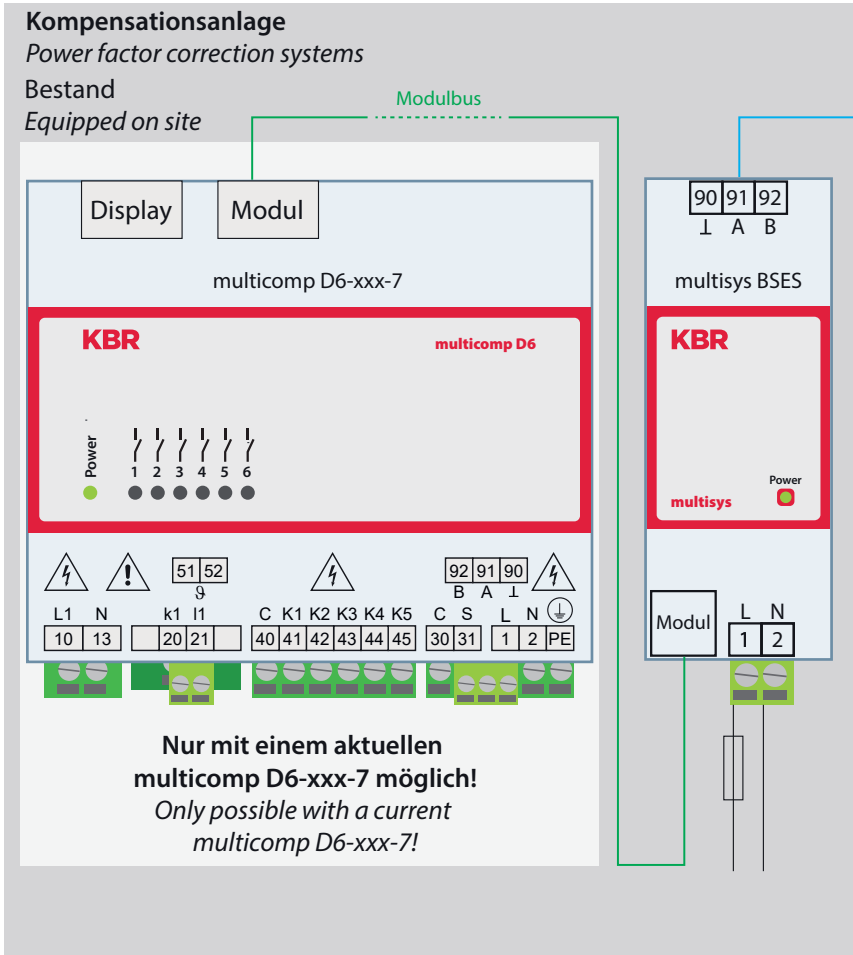 Kompensationsanlage
Power factor correction systems
Bestand
Equipped on site
Modulbus
Display
Modul
multicomp D6-xxx-7
KBR
multicomp D6
Power
1 2 3 4 5 6
51 52
ϑ
92 91 90
B A ⊥
L1 N k1 l1 C K1 K2 K3 K4 K5 C S L N
10 13 20 21 40 41 42 43 44 45 30 31 1 2 PE
Nur mit einem aktuellen
multicomp D6-xxx-7 möglich!
Only possible with a current
multicomp D6-xxx-7!
90 91 92
⊥ A B
multisys BSES
KBR
Power
multisys
Modul
L N
1 2